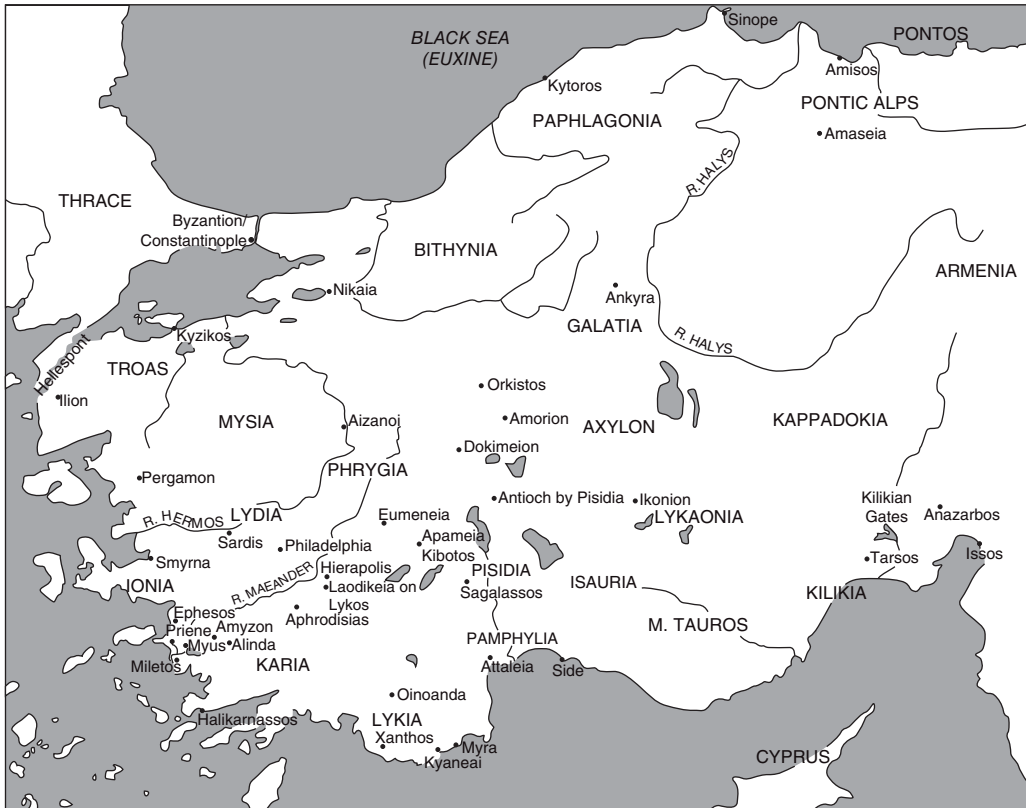 Sinope
PONTOS
BLACK SEA
(EUXINE)
Amisos
Kytoros
PONTIC ALPS
PAPHLAGONIA
Amaseia
R. HALYS
THRACE
Byzantion/
Constantinople
BITHYNIA
ARMENIA
Nikaia
Ankyra
GALATIA
Kyzikos
R. HALYS
Hellespont
TROAS
Ilion
Orkistos
MYSIA
Aizanoi
Amorion
AXYLON
KAPPADOKIA
Dokimeion
PHRYGIA
Pergamon
Antioch by Pisidia
Ikonion
Kilikian
Gates
Anazarbos
R. HERMOS
LYDIA
Eumeneia
LYKAONIA
Sardis
Apameia
Kibotos
Philadelphia
Smyrna
Tarsos
Issos
Hierapolis
PISIDIA
ISAURIA
IONIA
R. MAEANDER
Laodikeia on
Lykos
Sagalassos
KILIKIA
Aphrodisias
Ephesos
Priene
Amyzon
M. TAUROS
Myus
Alinda
PAMPHYLIA
Miletos
KARIA
Attaleia
Side
Oinoanda
Halikarnassos
LYKIA
Xanthos
Myra
Kyaneai
CYPRUS